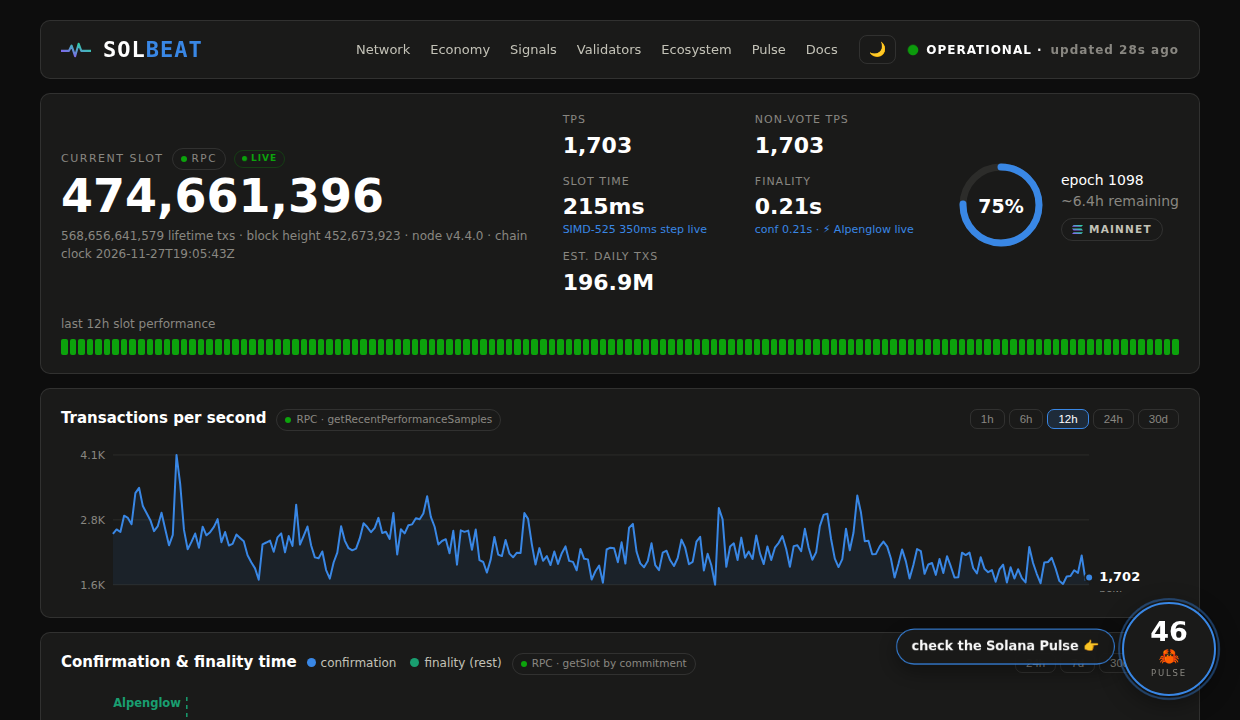 SOLBEAT
Network Economy Signals Validators Ecosystem Pulse Docs
OPERATIONAL · updated 28s ago
CURRENT SLOT RPC LIVE
474,661,396
568,656,641,579 lifetime txs · block height 452,673,923 · node v4.4.0 · chain
clock 2026-11-27T19:05:43Z
TPS
1,703
NON-VOTE TPS
1,703
SLOT TIME
215ms
SIMD-525 350ms step live
FINALITY
0.21s
conf 0.21s · ⚡ Alpenglow live
EST. DAILY TXS
196.9M
75%
epoch 1098
~6.4h remaining
MAINNET
last 12h slot performance
Transactions per second RPC · getRecentPerformanceSamples
1h 6h 12h 24h 30d
4.1K
2.8K
1.6K
1,702
Confirmation & finality time confirmation finality (rest) RPC · getSlot by commitment
check the Solana Pulse 👉
46
PULSE
Alpenglow